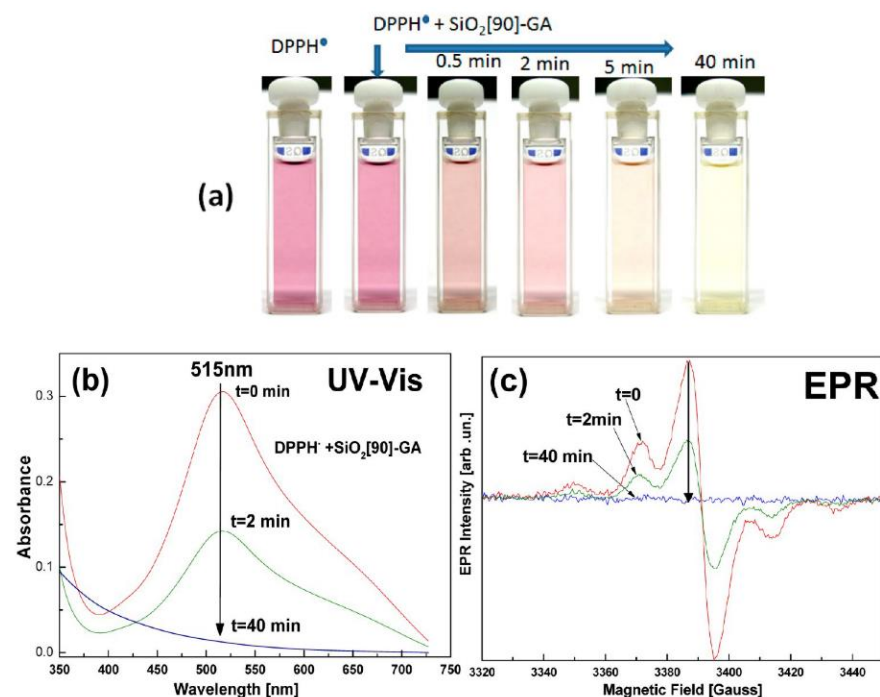 DPPH• + SiO₂[90]-GA
DPPH•
0.5 min 2 min 5 min 40 min
(a)
(b)
515nm
UV-Vis
t=0 min
DPPH· +SiO₂[90]-GA
t=2 min
t=40 min
Absorbance
0.3
0.2
0.1
0.0
350 400 450 500 550 600 650 700 750
Wavelength [nm]
(c)
EPR
t=0
t=2min
t=40 min
EPR Intensity [arb .un.]
3320 3340 3360 3380 3400 3420 3440
Magnetic Field [Gauss]